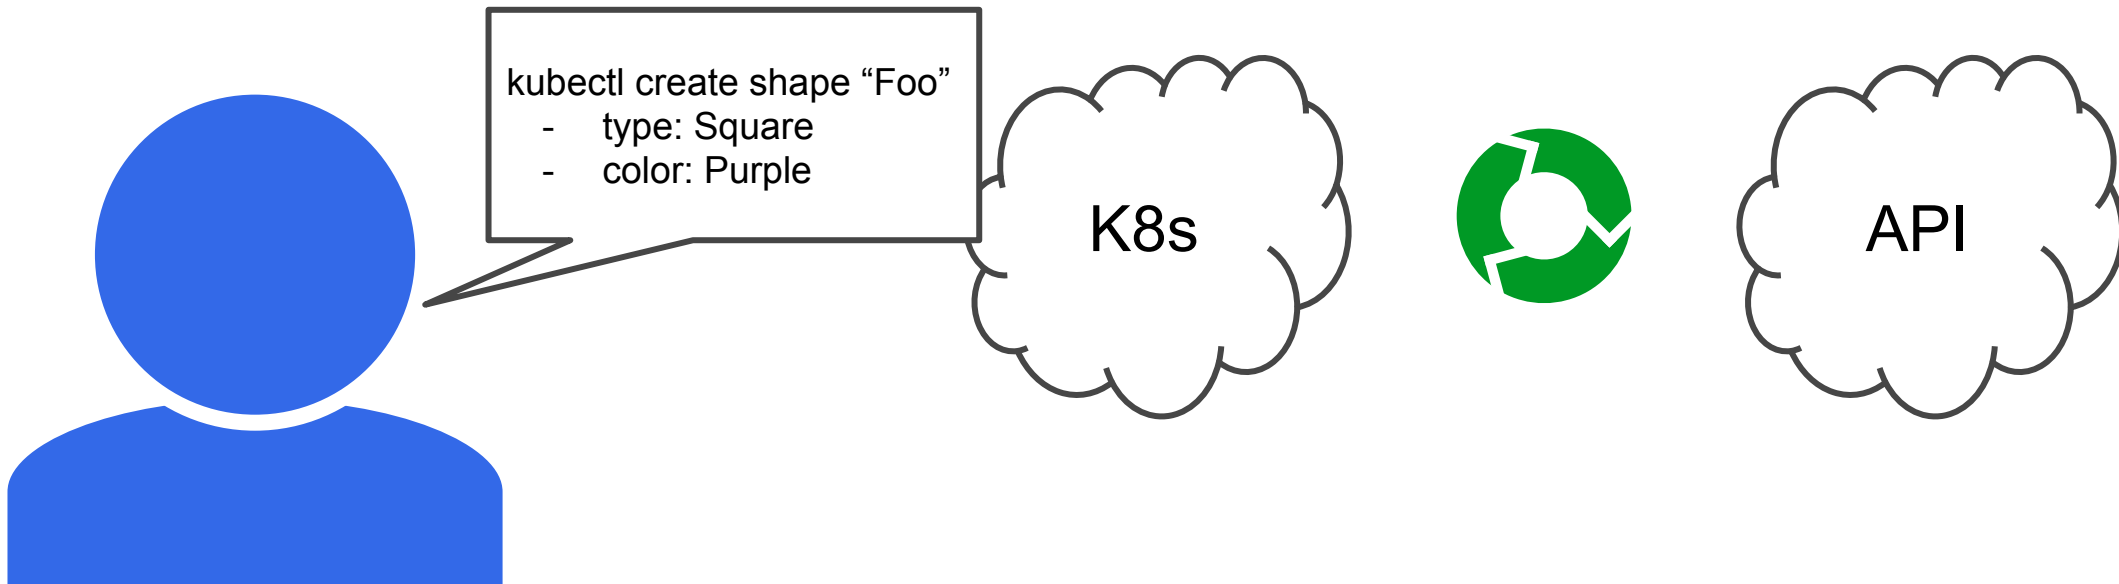 kubectl create shape “Foo”
- type: Square
- color: Purple
K8s
API